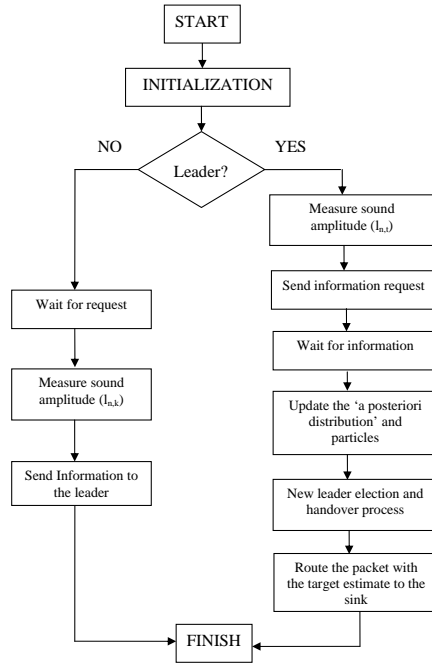 START
INITIALIZATION
NO
YES
Leader?
Measure sound
amplitude (l_{n,t})
Send information request
Wait for request
Wait for information
Measure sound
amplitude (l_{n,k})
Update the ‘a posteriori
distribution’ and
particles
Send Information to
the leader
New leader election and
handover process
Route the packet with
the target estimate to the
sink
FINISH